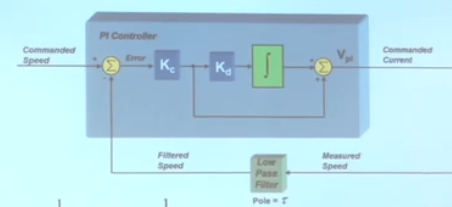 PI Controller
Commanded
Speed
+
Error
Kc
Kd
∫
+
Σ
Σ
+
-
Vpi
Commanded
Current
Filtered
Speed
Low
Pass
Filter
Measured
Speed
Pole = τ